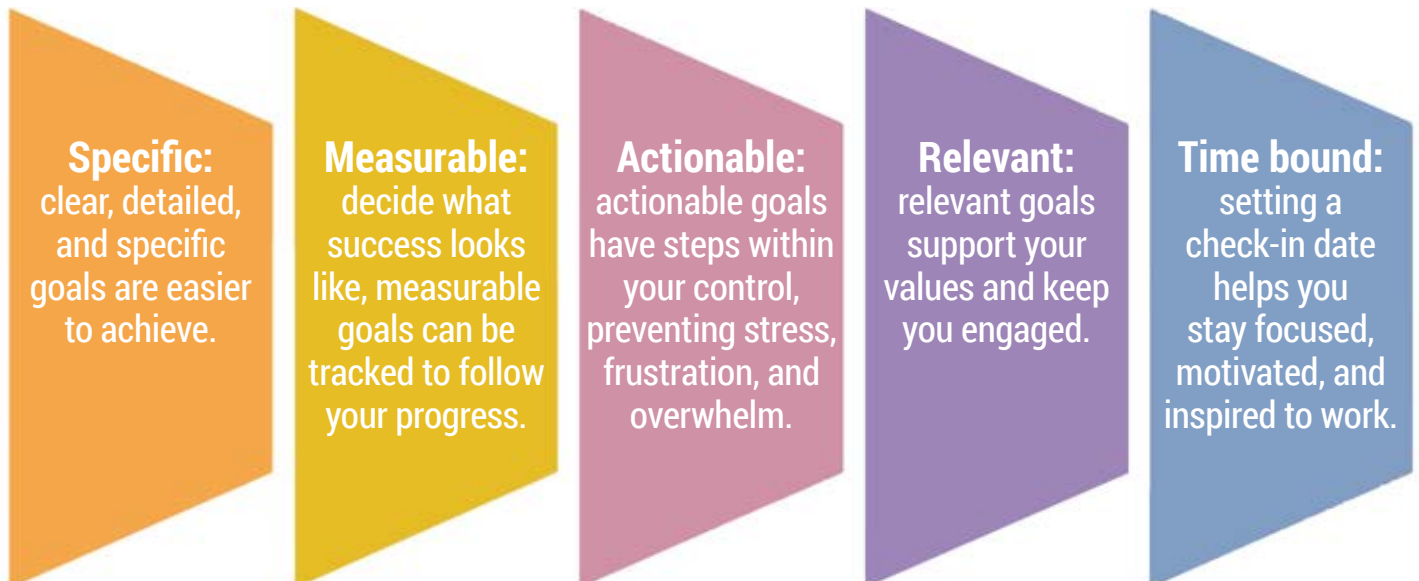 Specific:
clear, detailed,
and specific
goals are easier
to achieve.
Measurable:
decide what
success looks
like, measurable
goals can be
tracked to follow
your progress.
Actionable:
actionable goals
have steps within
your control,
preventing stress,
frustration, and
overwhelm.
Relevant:
relevant goals
support your
values and keep
you engaged.
Time bound:
setting a
check-in date
helps you
stay focused,
motivated, and
inspired to work.